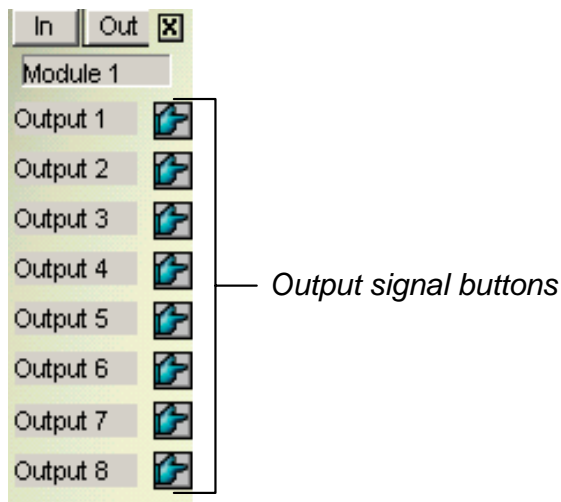 In Out X
Module 1
Output 1
Output 2
Output 3
Output 4
Output signal buttons
Output 5
Output 6
Output 7
Output 8